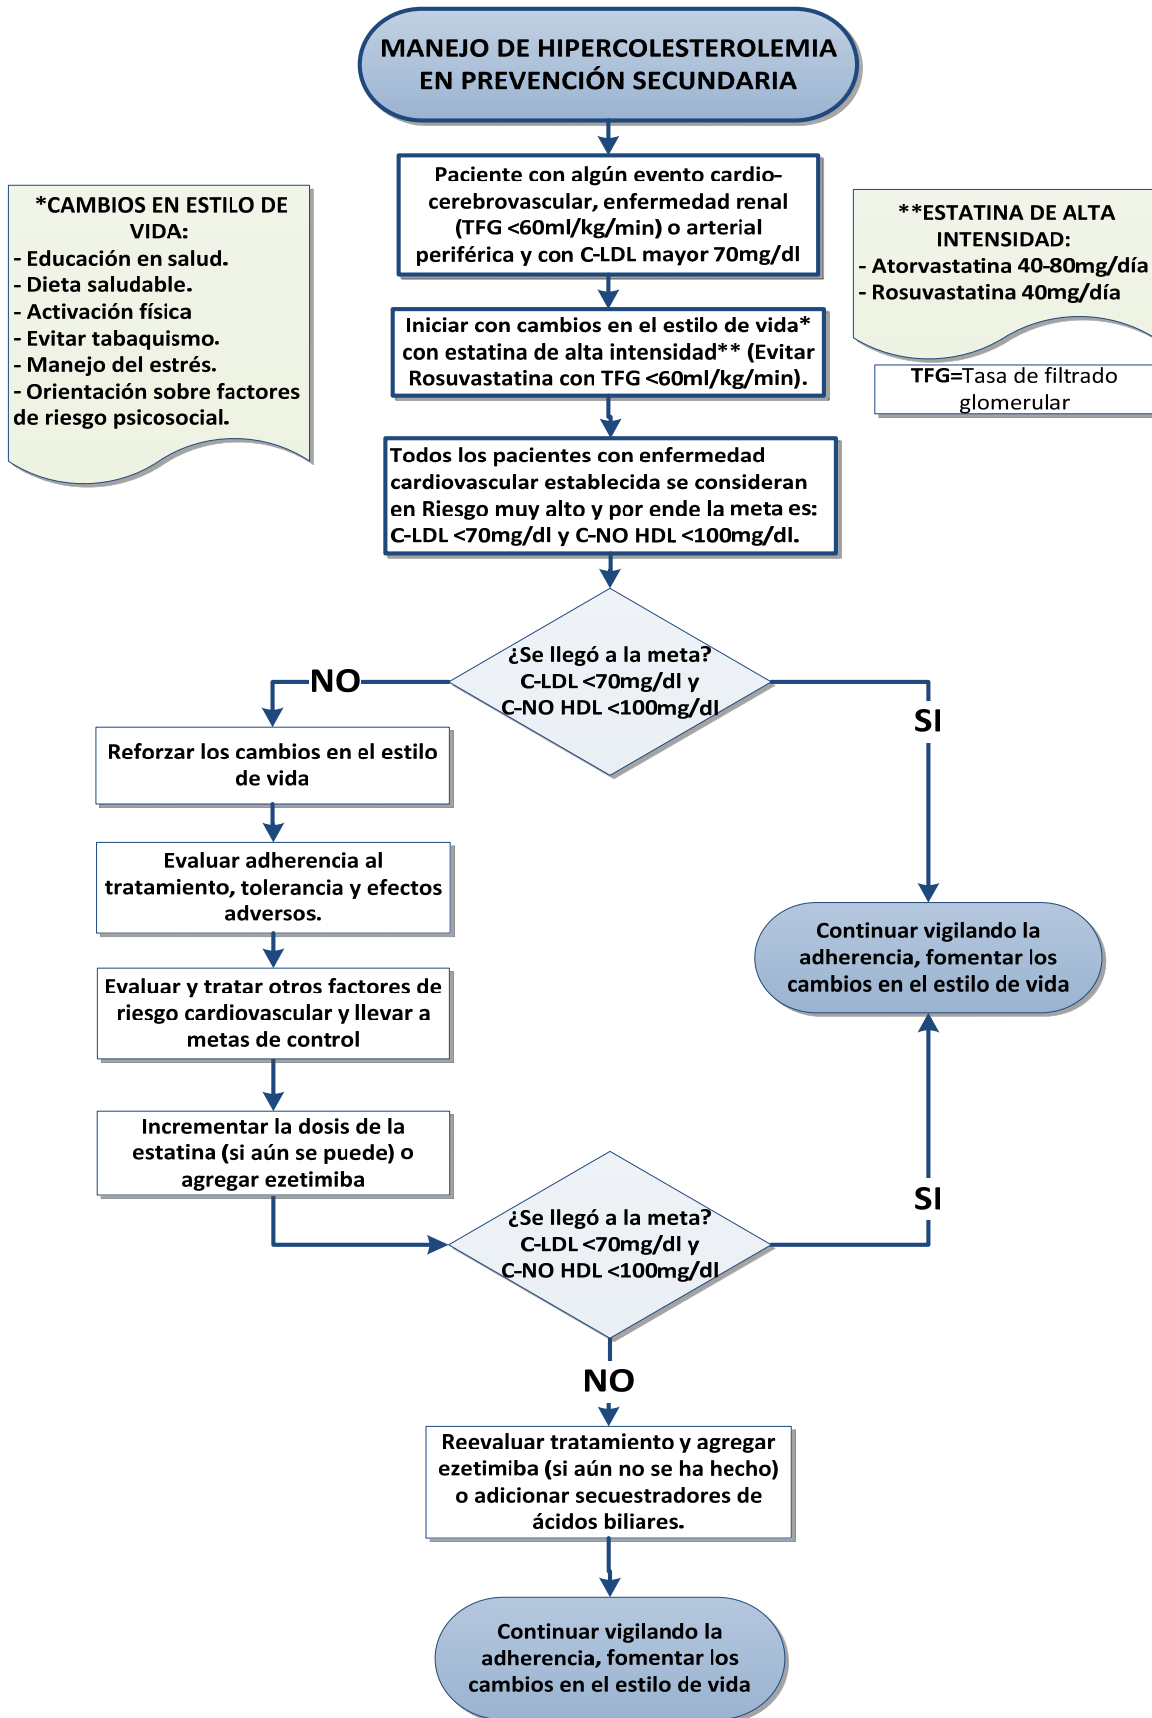 MANEJO DE HIPERCOLESTEROLEMIA
EN PREVENCIÓN SECUNDARIA
Paciente con algún evento cardio-
cerebrovascular, enfermedad renal
(TFG <60ml/kg/min) o arterial
periférica y con C-LDL mayor 70mg/dl
*CAMBIOS EN ESTILO DE
VIDA:
- Educación en salud.
- Dieta saludable.
- Activación física
- Evitar tabaquismo.
- Manejo del estrés.
- Orientación sobre factores
de riesgo psicosocial.
**ESTATINA DE ALTA
INTENSIDAD:
- Atorvastatina 40-80mg/día
- Rosuvastatina 40mg/día
TFG=Tasa de filtrado
glomerular
Iniciar con cambios en el estilo de vida*
con estatina de alta intensidad** (Evitar
Rosuvastatina con TFG <60ml/kg/min).
Todos los pacientes con enfermedad
cardiovascular establecida se consideran
en Riesgo muy alto y por ende la meta es:
C-LDL <70mg/dl y C-NO HDL <100mg/dl.
¿Se llegó a la meta?
C-LDL <70mg/dl y
C-NO HDL <100mg/dl
NO
SI
Reforzar los cambios en el estilo
de vida
Evaluar adherencia al
tratamiento, tolerancia y efectos
adversos.
Evaluar y tratar otros factores de
riesgo cardiovascular y llevar a
metas de control
Incrementar la dosis de la
estatina (si aún se puede) o
agregar ezetimiba
Continuar vigilando la
adherencia, fomentar los
cambios en el estilo de vida
¿Se llegó a la meta?
C-LDL <70mg/dl y
C-NO HDL <100mg/dl
SI
NO
Reevaluar tratamiento y agregar
ezetimiba (si aún no se ha hecho)
o adicionar secuestradores de
ácidos biliares.
Continuar vigilando la
adherencia, fomentar los
cambios en el estilo de vida